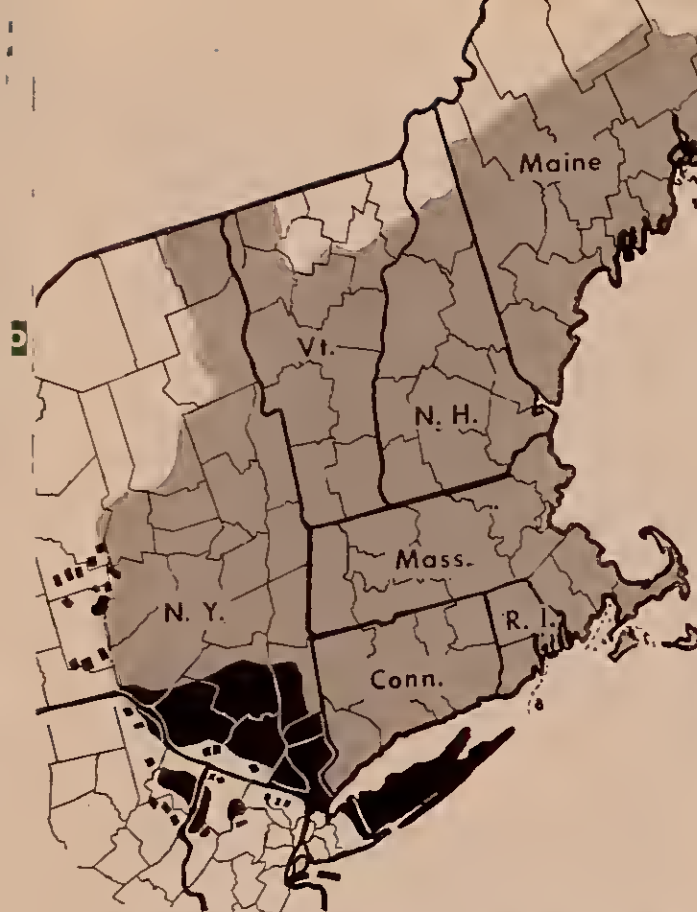 Maine
Vt.
N. H.
Mass.
N. Y.
R. I.
Conn.